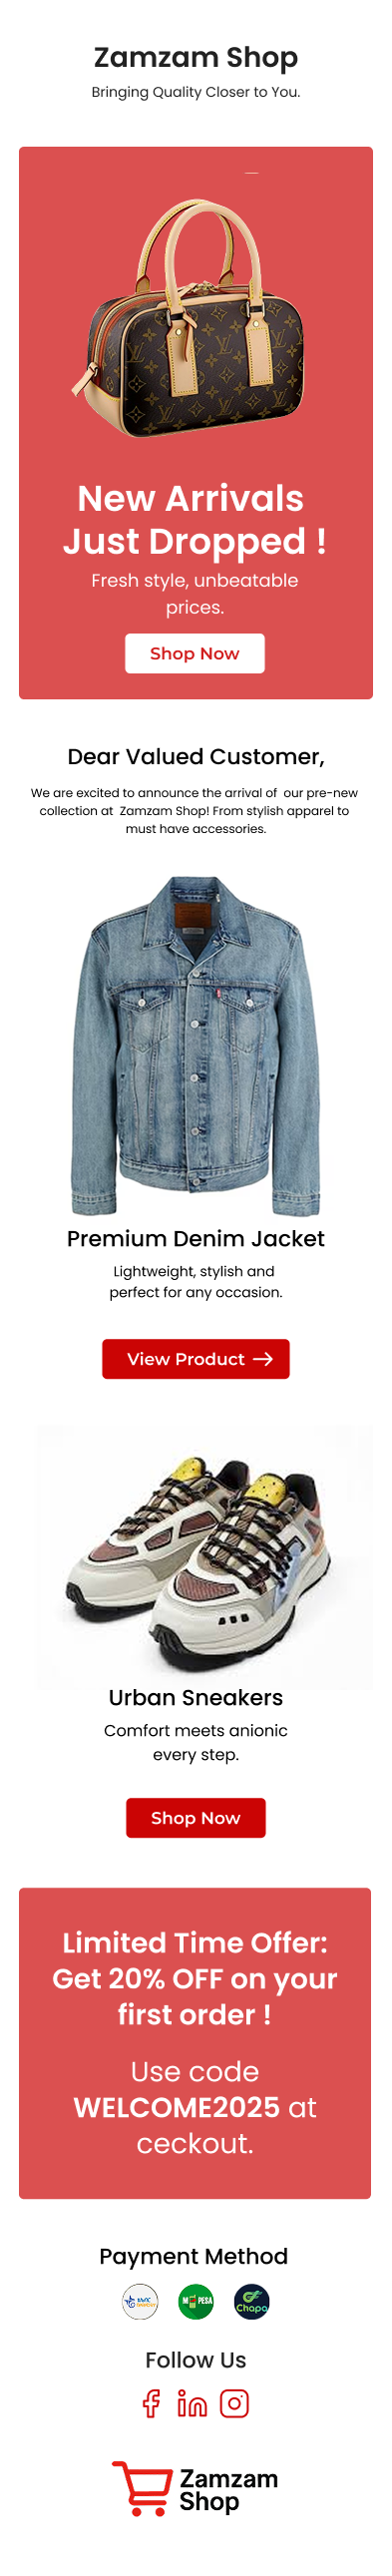 Zamzam Shop
Bringing Quality Closer to You.
New Arrivals
Just Dropped !
Fresh style, unbeatable
prices.
Shop Now
Dear Valued Customer,
We are excited to announce the arrival of our pre-new
collection at Zamzam Shop! From stylish apparel to
must have accessories.
Premium Denim Jacket
Lightweight, stylish and
perfect for any occasion.
View Product →
Urban Sneakers
Comfort meets anionic
every step.
Shop Now
Limited Time Offer:
Get 20% OFF on your
first order !
Use code
WELCOME2025 at
ceckout.
Payment Method
M PESA
Chapa
Follow Us
Zamzam
Shop